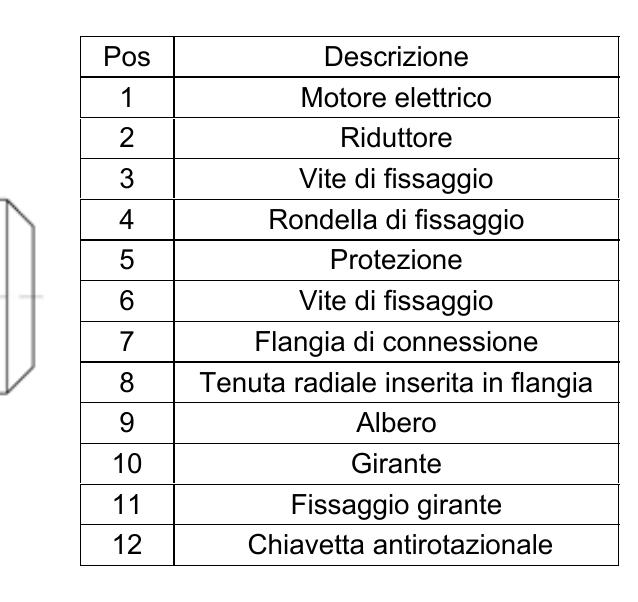 Pos Descrizione
1 Motore elettrico
2 Riduttore
3 Vite di fissaggio
4 Rondella di fissaggio
5 Protezione
6 Vite di fissaggio
7 Flangia di connessione
8 Tenuta radiale inserita in flangia
9 Albero
10 Girante
11 Fissaggio girante
12 Chiavetta antirotazionale